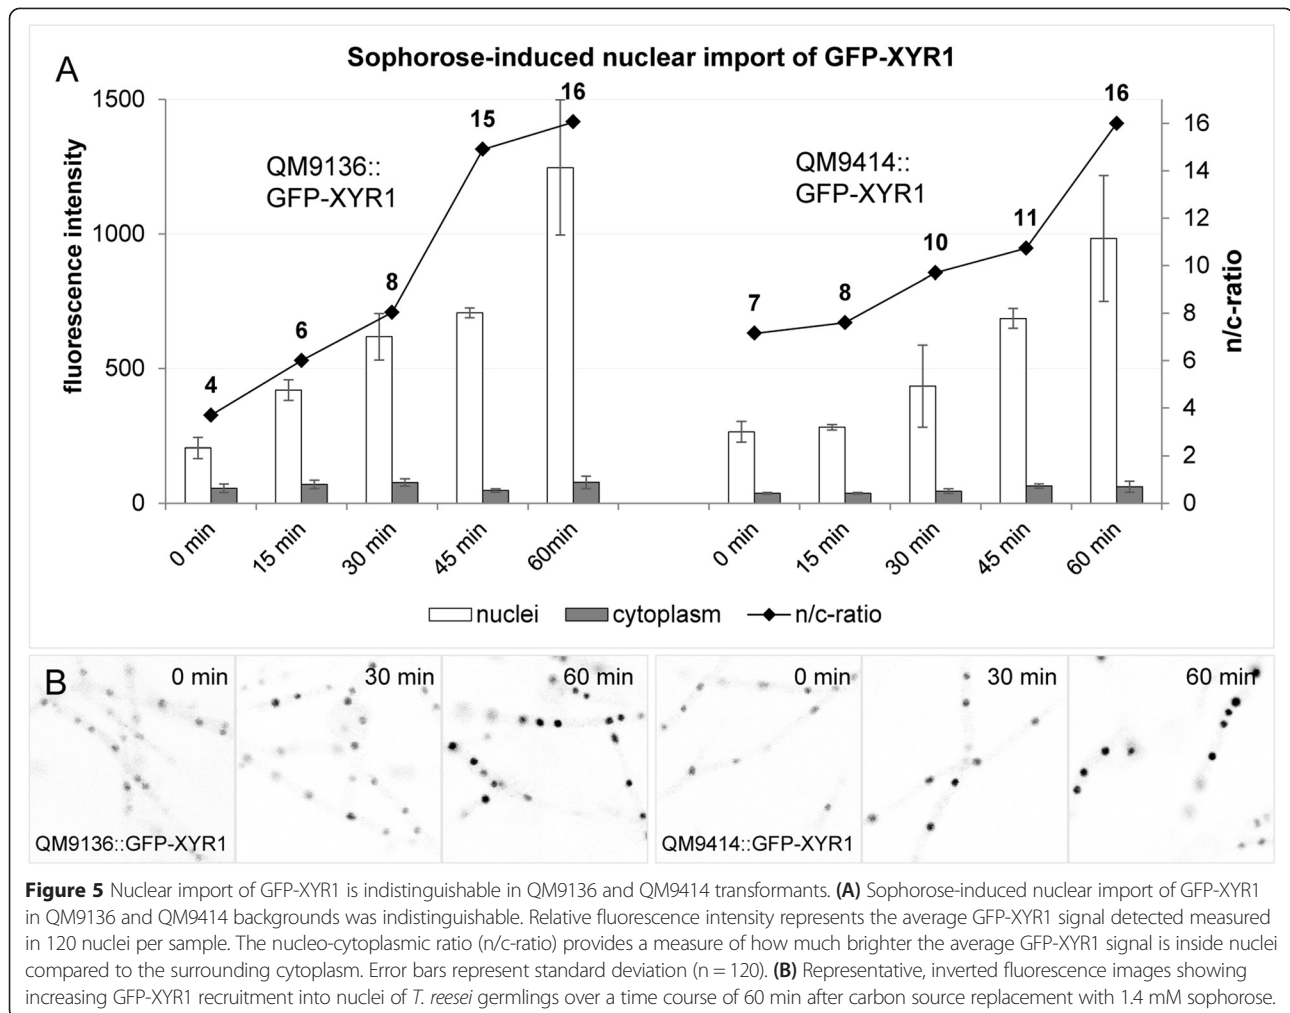 A
Sophorose-induced nuclear import of GFP-XYR1
fluorescence intensity
1500
1000
500
0
QM9136::
GFP-XYR1
4
6
8
15
16
QM9414::
GFP-XYR1
7
8
10
11
16
n/c-ratio
16
14
12
10
8
6
4
2
0
0 min
15 min
30 min
45 min
60min
0 min
15 min
30 min
45 min
60 min
nuclei
cytoplasm
n/c-ratio
B
0 min
30 min
60 min
0 min
30 min
60 min
QM9136::GFP-XYR1
QM9414::GFP-XYR1
Figure 5 Nuclear import of GFP-XYR1 is indistinguishable in QM9136 and QM9414 transformants. (A) Sophorose-induced nuclear import of GFP-XYR1
in QM9136 and QM9414 backgrounds was indistinguishable. Relative fluorescence intensity represents the average GFP-XYR1 signal detected measured
in 120 nuclei per sample. The nucleo-cytoplasmic ratio (n/c-ratio) provides a measure of how much brighter the average GFP-XYR1 signal is inside nuclei
compared to the surrounding cytoplasm. Error bars represent standard deviation (n = 120). (B) Representative, inverted fluorescence images showing
increasing GFP-XYR1 recruitment into nuclei of T. reesei germlings over a time course of 60 min after carbon source replacement with 1.4 mM sophorose.